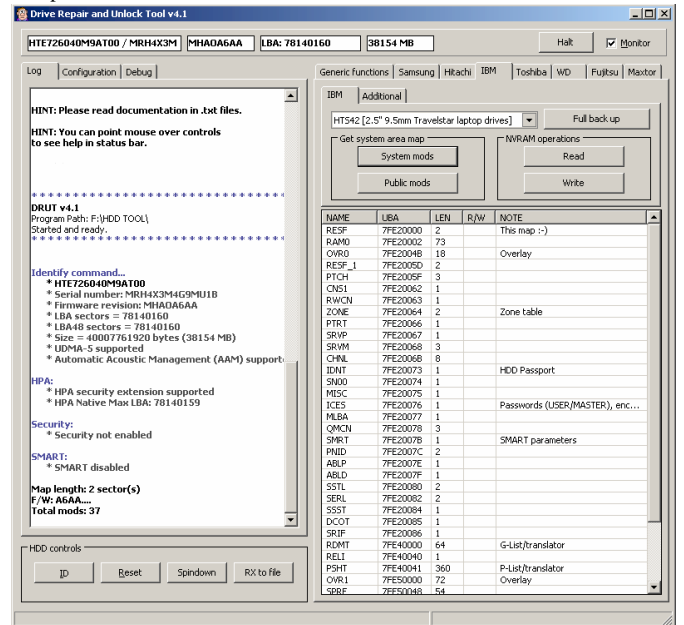 Drive Repair and Unlock Tool v4.1
HTE726040M9AT00 / MRH4X3M MHAOA6AA LBA: 78140160 38154 MB Halt Monitor
Log Configuration Debug
HINT: Please read documentation in .txt files.
HINT: You can point mouse over controls
to see help in status bar.
* * * * * * * * * * * * * * * * * * * * * * * * * * * * * * * * *
DRUT v4.1
Program Path: F:\HDD TOOL\
Started and ready.
* * * * * * * * * * * * * * * * * * * * * * * * * * * * * * * * *
Identify command...
* HTE726040M9AT00
* Serial number: MRH4X3M4G9MU1B
* Firmware revision: MHAOA6AA
* LBA sectors = 78140160
* LBA48 sectors = 78140160
* Size = 40007761920 bytes (38154 MB)
* UDMA-5 supported
* Automatic Acoustic Management (AAM) support
HPA:
* HPA security extension supported
* HPA Native Max LBA: 78140159
Security:
* Security not enabled
SMART:
* SMART disabled
Map length: 2 sector(s)
F/W: A6AA....
Total mods: 37
HDD controls
ID Reset Spindown RX to file
Generic functions Samsung Hitachi IBM Toshiba WD Fujitsu Maxtor
IBM Additional
HTS42 [2.5" 9.5mm Travelstar laptop drives] Full back up
Get system area map NVRAM operations
System mods Read
Public mods Write
NAME UBA LEN R/W NOTE
RESF 7FE20000 2 This map :-)
RAM0 7FE20002 73
OVR0 7FE2004B 18 Overlay
RESF_1 7FE2005D 2
PTCH 7FE2005F 3
CNS1 7FE20062 1
RWCN 7FE20063 1
ZONE 7FE20064 2 Zone table
PTRT 7FE20066 1
SRVP 7FE20067 1
SRVM 7FE20068 3
CHNL 7FE2006B 8
IDNT 7FE20073 1 HDD Passport
SN00 7FE20074 1
MISC 7FE20075 1
ICES 7FE20076 1 Passwords (USER/MASTER), enc...
MLBA 7FE20077 1
QMCN 7FE20078 3
SMRT 7FE2007B 1 SMART parameters
PNID 7FE2007C 2
ABLP 7FE2007E 1
ABLD 7FE2007F 1
SSTL 7FE20080 2
SERL 7FE20082 2
SSST 7FE20084 1
DCOT 7FE20085 1
SRIF 7FE20086 1
RDMT 7FE40000 64 G-List/translator
RELI 7FE40040 1
PSHT 7FE40041 360 P-List/translator
OVR1 7FE50000 72 Overlay
SPRF 7FE50048 54